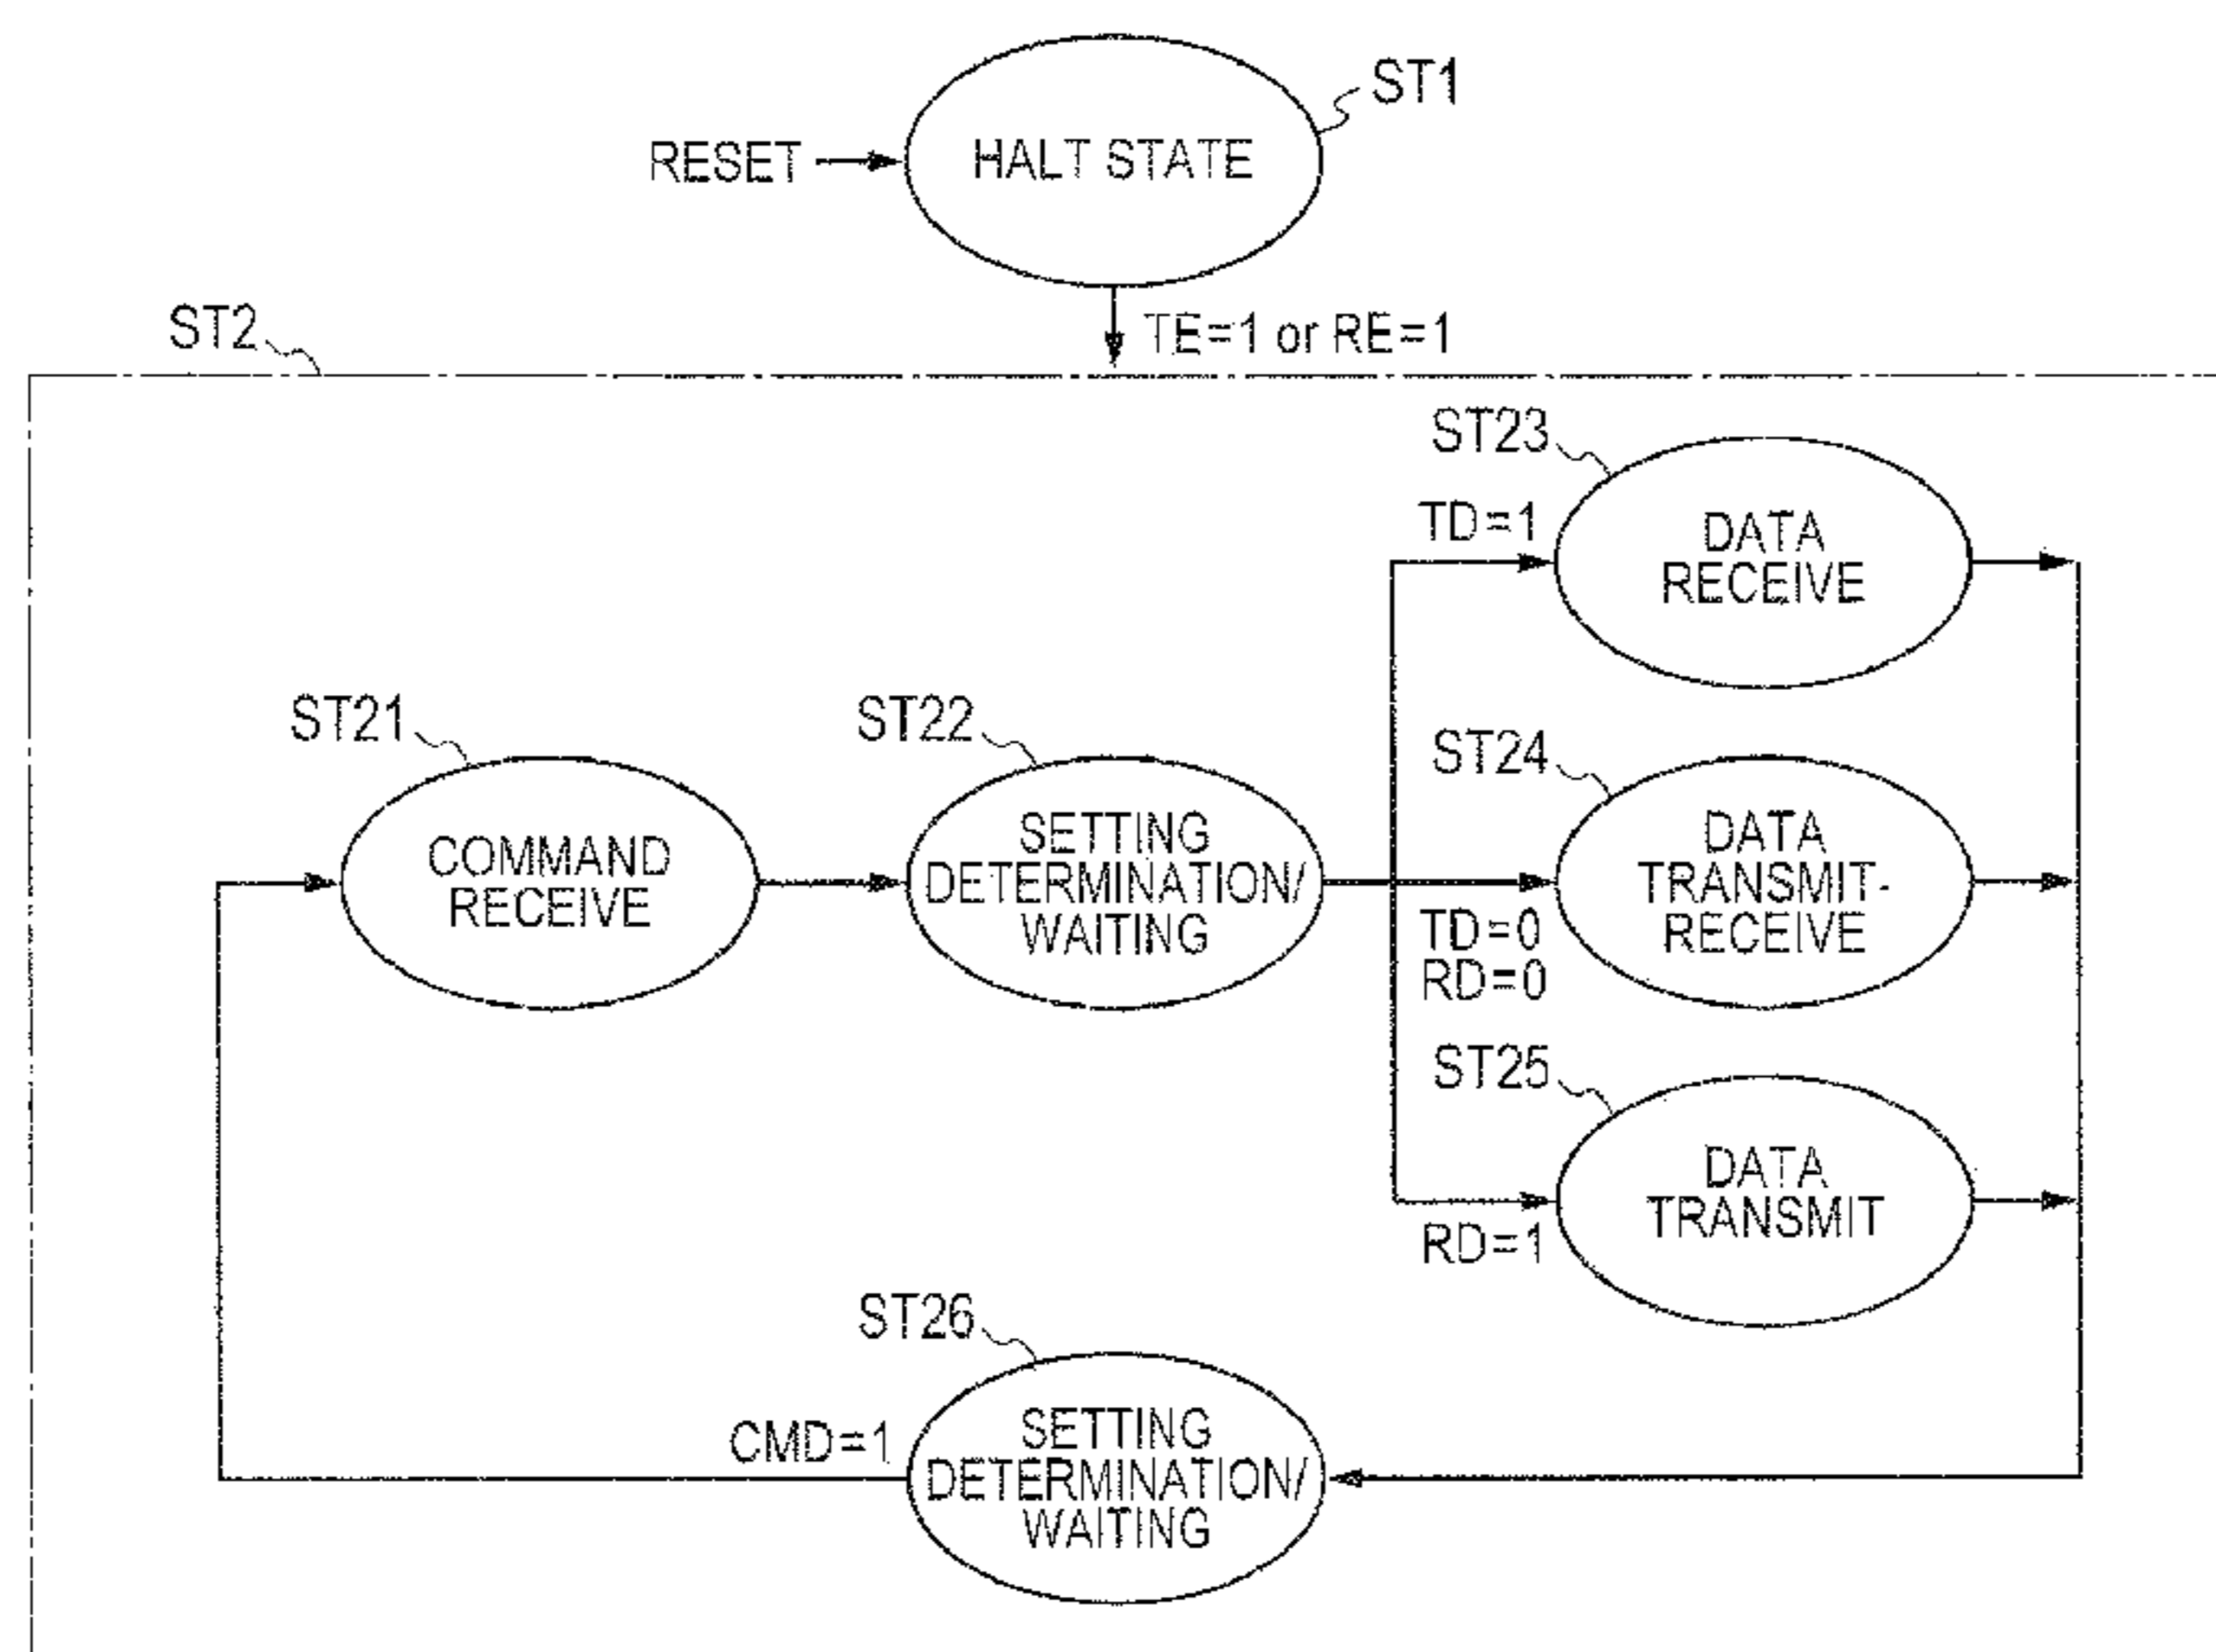 ST1
RESET
HALT STATE
ST2
TE=1 or RE=1
ST23
TD=1
DATA
RECEIVE
ST21
ST22
ST24
COMMAND
RECEIVE
SETTING
DETERMINATION/
WAITING
DATA
TRANSMIT-
RECEIVE
TD=0
RD=0
ST25
DATA
TRANSMIT
RD=1
ST26
CMD=1
SETTING
DETERMINATION/
WAITING